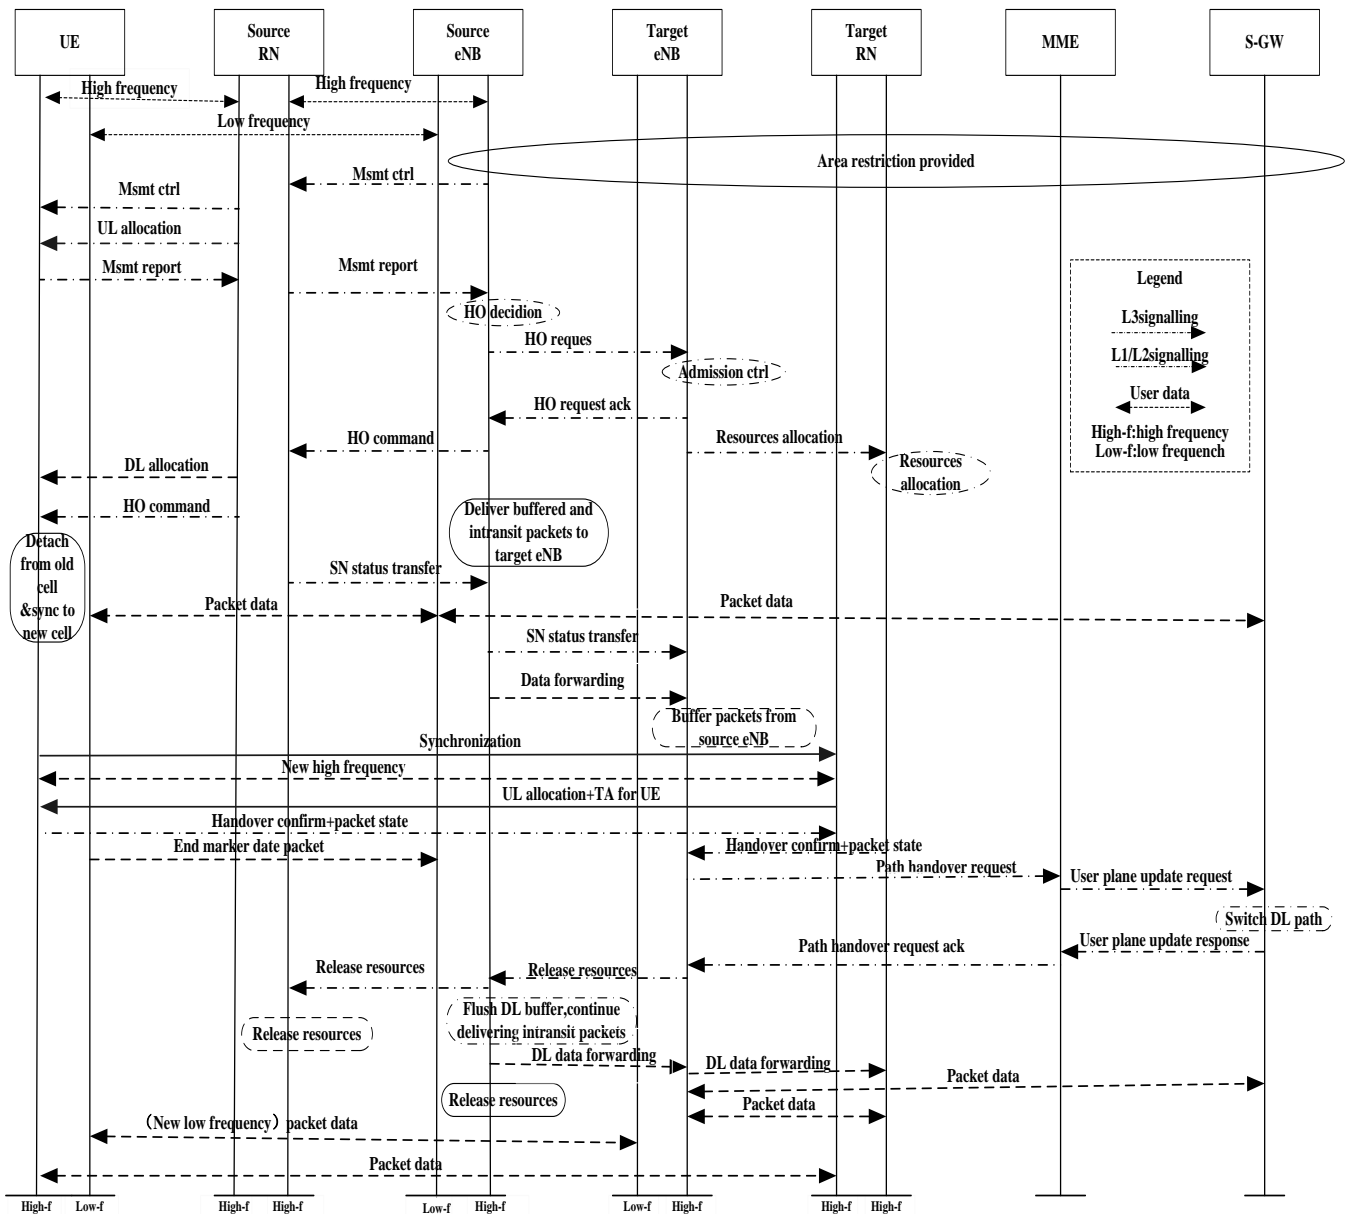 UE
Source
RN
Source
eNB
Target
eNB
Target
RN
MME
S-GW
High frequency
High frequency
Low frequency
Area restriction provided
Msmt ctrl
Msmt ctrl
UL allocation
Msmt report
Msmt report
HO decidion
HO reques
Admission ctrl
HO request ack
HO command
Resources allocation
Resources
allocation
DL allocation
HO command
Deliver buffered and
intransit packets to
target eNB
Detach
from old
cell
&sync to
new cell
SN status transfer
Packet data
Packet data
SN status transfer
Data forwarding
Buffer packets from
source eNB
Synchronization
New high frequency
UL allocation+TA for UE
Handover confirm+packet state
End marker date packet
Handover confirm+packet state
Path handover request
User plane update request
Switch DL path
User plane update response
Path handover request ack
Release resources
Release resources
Flush DL buffer,continue
delivering intransit packets
Release resources
DL data forwarding
DL data forwarding
Packet data
Release resources
Packet data
（New low frequency）packet data
Packet data
Legend
L3signalling
L1/L2signalling
User data
High-f:high frequency
Low-f:low frequench
High-f
Low-f
High-f
High-f
Low-f
High-f
Low-f
High-f
High-f
High-f